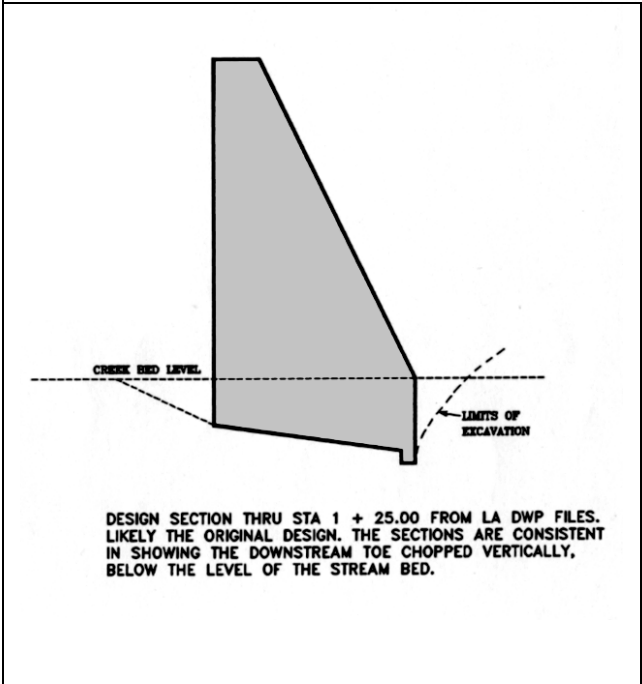 CREEK BED LEVEL
LIMITS OF
EXCAVATION
DESIGN SECTION THRU STA 1 + 25.00 FROM LA DWP FILES.
LIKELY THE ORIGINAL DESIGN. THE SECTIONS ARE CONSISTENT
IN SHOWING THE DOWNSTREAM TOE CHOPPED VERTICALLY,
BELOW THE LEVEL OF THE STREAM BED.